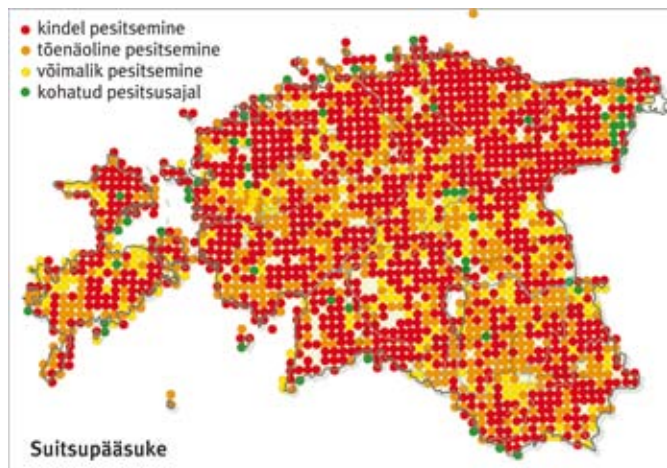 kindel pesitsemine
tõenäoline pesitsemine
võimalik pesitsemine
kohatud pesitsusajal
Suitsupääsuke